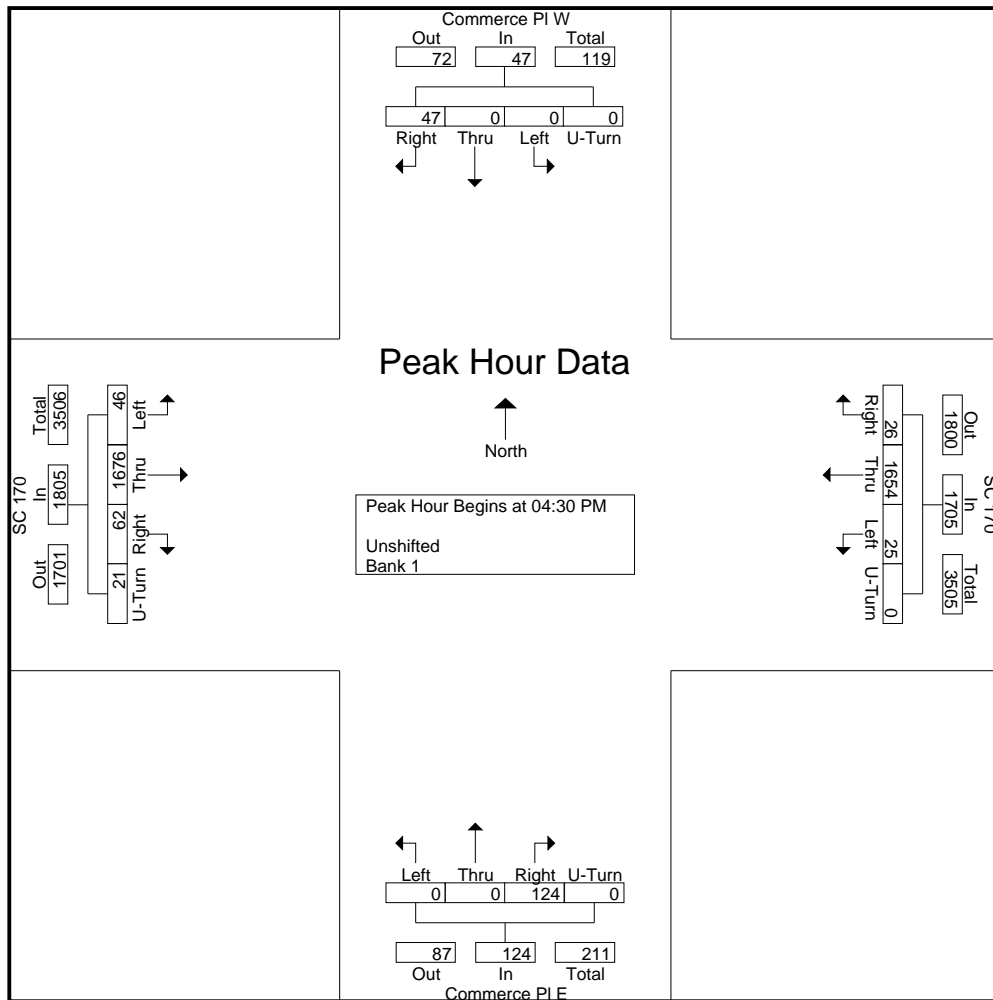 Commerce Pl W
Out In Total
72 47 119
47 0 0 0
Right Thru Left U-Turn
Peak Hour Data
North
Peak Hour Begins at 04:30 PM
Unshifted
Bank 1
SC 170
Total In Out
3506 1805 1701
46 1676 62 21
Left Thru Right U-Turn
SC 170
Out In Total
1800 1705 3505
26 1654 25 0
Right Thru Left U-Turn
Left Thru Right U-Turn
0 0 124 0
87 124 211
Out In Total
Commerce Pl E